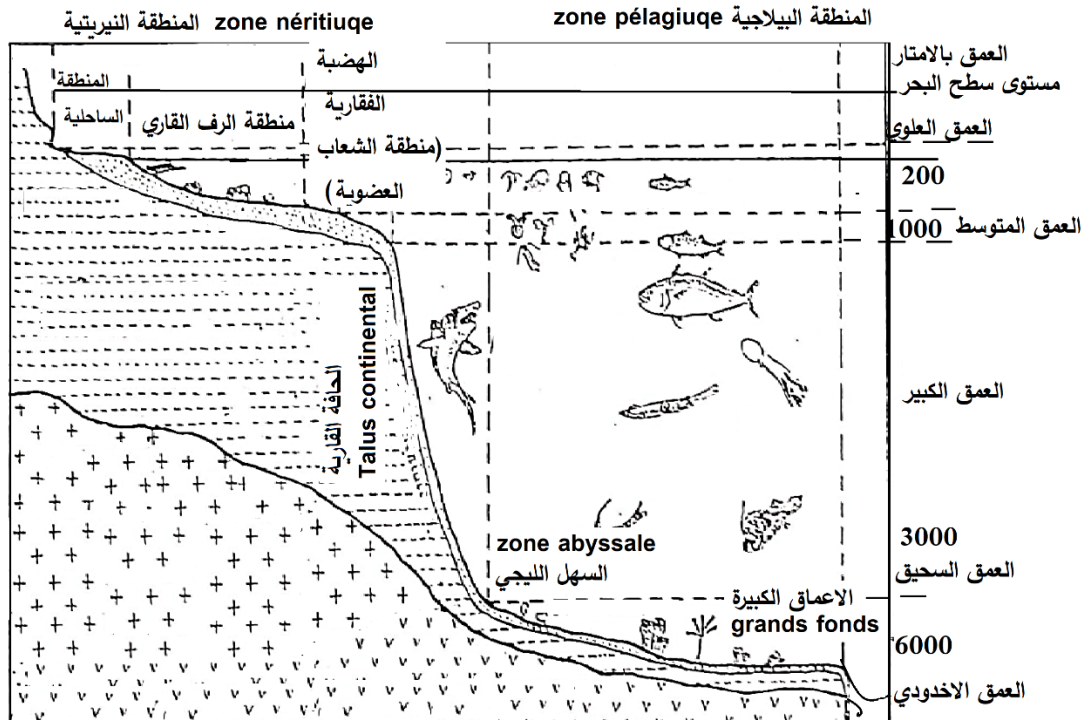 zone néritiuqe المنطقة النيريتية
zone pélagiuqe المنطقة البيلاجية
العمق بالامتار
مستوى سطح البحر
المنطقة
الساحلية
منطقة الرف القاري
الهضبة
الفقارية
(منطقة الشعاب
العضوية)
العمق العلوي
200
العمق المتوسط 1000
العمق الكبير
الحافة القارية
Talus continental
zone abyssale
السهل الليجي
3000
العمق السحيق
الاعماق الكبيرة
grands fonds
6000
العمق الاخدودي